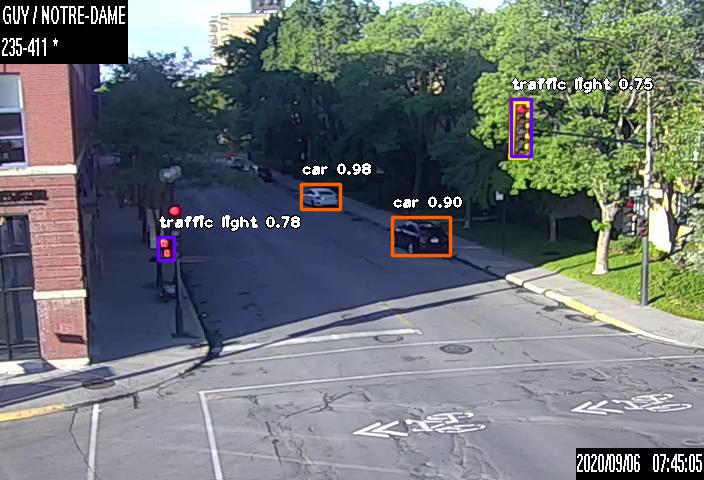 GUY / NOTRE-DAME
235-411 *
traffic light 0.75
car 0.98
car 0.90
traffic light 0.78
2020/09/06 07:45:05